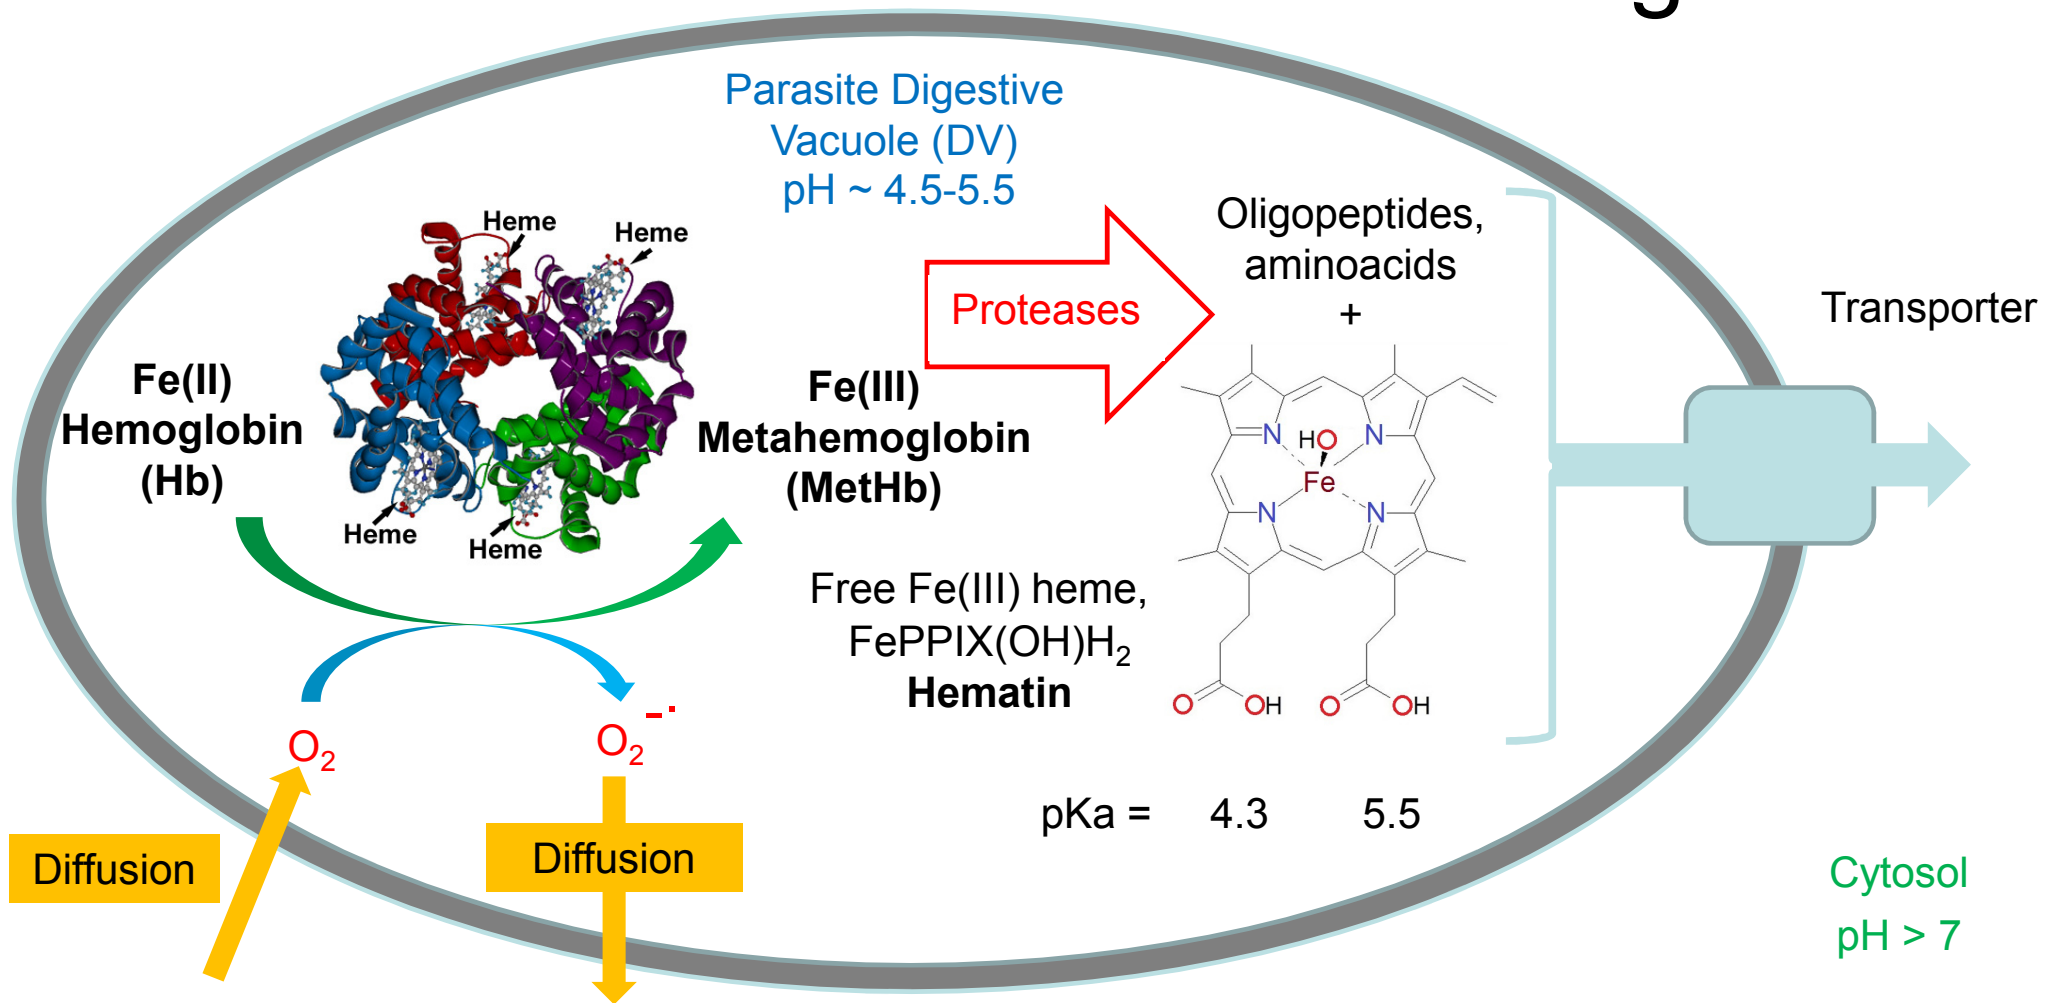 g
Parasite Digestive
Vacuole (DV)
pH ~ 4.5-5.5
Heme
Heme
Heme
Heme
Fe(II)
Hemoglobin
(Hb)
Fe(III)
Metahemoglobin
(MetHb)
Proteases
Oligopeptides,
aminoacids
+
HO
N
N
Fe
N
N
O
OH
O
OH
Free Fe(III) heme,
FePPIX(OH)H₂
Hematin
pKa = 4.3 5.5
O₂
O₂⁻·
Diffusion
Diffusion
Transporter
Cytosol
pH > 7